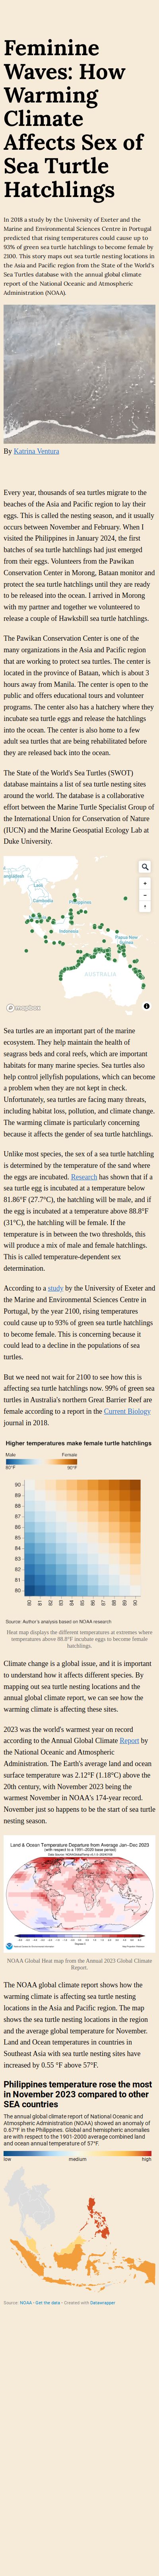 Feminine
Waves: How
Warming
Climate
Affects Sex of
Sea Turtle
Hatchlings
In 2018 a study by the University of Exeter and the
Marine and Environmental Sciences Centre in Portugal
predicted that rising temperatures could cause up to
93% of green sea turtle hatchlings to become female by
2100. This story maps out sea turtle nesting locations in
the Asia and Pacific region from the State of the World's
Sea Turtles database with the annual global climate
report of the National Oceanic and Atmospheric
Administration (NOAA).
By Katrina Ventura
Every year, thousands of sea turtles migrate to the
beaches of the Asia and Pacific region to lay their
eggs. This is called the nesting season, and it usually
occurs between November and February. When I
visited the Philippines in January 2024, the first
batches of sea turtle hatchlings had just emerged
from their eggs. Volunteers from the Pawikan
Conservation Center in Morong, Bataan monitor and
protect the sea turtle hatchlings until they are ready
to be released into the ocean. I arrived in Morong
with my partner and together we volunteered to
release a couple of Hawksbill sea turtle hatchlings.
The Pawikan Conservation Center is one of the
many organizations in the Asia and Pacific region
that are working to protect sea turtles. The center is
located in the province of Bataan, which is about 3
hours away from Manila. The center is open to the
public and offers educational tours and volunteer
programs. The center also has a hatchery where they
incubate sea turtle eggs and release the hatchlings
into the ocean. The center is also home to a few
adult sea turtles that are being rehabilitated before
they are released back into the ocean.
The State of the World's Sea Turtles (SWOT)
database maintains a list of sea turtle nesting sites
around the world. The database is a collaborative
effort between the Marine Turtle Specialist Group of
the International Union for Conservation of Nature
(IUCN) and the Marine Geospatial Ecology Lab at
Duke University.
Laos
Cambodia
Philippines
Indonesia
Papua New
Guinea
AUSTRALIA
mapbox
Sea turtles are an important part of the marine
ecosystem. They help maintain the health of
seagrass beds and coral reefs, which are important
habitats for many marine species. Sea turtles also
help control jellyfish populations, which can become
a problem when they are not kept in check.
Unfortunately, sea turtles are facing many threats,
including habitat loss, pollution, and climate change.
The warming climate is particularly concerning
because it affects the gender of sea turtle hatchlings.
Unlike most species, the sex of a sea turtle hatchling
is determined by the temperature of the sand where
the eggs are incubated. Research has shown that if a
sea turtle egg is incubated at a temperature below
81.86°F (27.7°C), the hatchling will be male, and if
the egg is incubated at a temperature above 88.8°F
(31°C), the hatchling will be female. If the
temperature is in between the two thresholds, this
will produce a mix of male and female hatchlings.
This is called temperature-dependent sex
determination.
According to a study by the University of Exeter and
the Marine and Environmental Sciences Centre in
Portugal, by the year 2100, rising temperatures
could cause up to 93% of green sea turtle hatchlings
to become female. This is concerning because it
could lead to a decline in the populations of sea
turtles.
But we need not wait for 2100 to see how this is
affecting sea turtle hatchlings now. 99% of green sea
turtles in Australia's northern Great Barrier Reef are
female according to a report in the Current Biology
journal in 2018.
Higher temperatures make female turtle hatchlings
Male Female
80°F 90°F
90
89
88
87
86
85
84
83
82
81
80
80 81 82 83 84 85 86 87 88 89 90
Source: Author's analysis based on NOAA research
Heat map displays the different temperatures at extremes where
temperatures above 88.8°F incubate eggs to become female
hatchlings.
Climate change is a global issue, and it is important
to understand how it affects different species. By
mapping out sea turtle nesting locations and the
annual global climate report, we can see how the
warming climate is affecting these sites.
2023 was the world's warmest year on record
according to the Annual Global Climate Report by
the National Oceanic and Atmospheric
Administration. The Earth's average land and ocean
surface temperature was 2.12°F (1.18°C) above the
20th century, with November 2023 being the
warmest November in NOAA's 174-year record.
November just so happens to be the start of sea turtle
nesting season.
Land & Ocean Temperature Departure from Average Jan–Dec 2023
(with respect to a 1991–2020 base period)
NOAA Global Heat map from the Annual 2023 Global Climate
Report.
The NOAA global climate report shows how the
warming climate is affecting sea turtle nesting
locations in the Asia and Pacific region. The map
shows the sea turtle nesting locations in the region
and the average global temperature for November.
Land and Ocean temperatures in countries in
Southeast Asia with sea turtle nesting sites have
increased by 0.55 °F above 57°F.
Philippines temperature rose the most
in November 2023 compared to other
SEA countries
The annual global climate report of National Oceanic and
Atmospheric Administration (NOAA) showed an anomaly of
0.67°F in the Philippines. Global and hemispheric anomalies
are with respect to the 1901-2000 average combined land
and ocean annual temperature of 57°F.
low medium high
Source: NOAA · Get the data · Created with Datawrapper